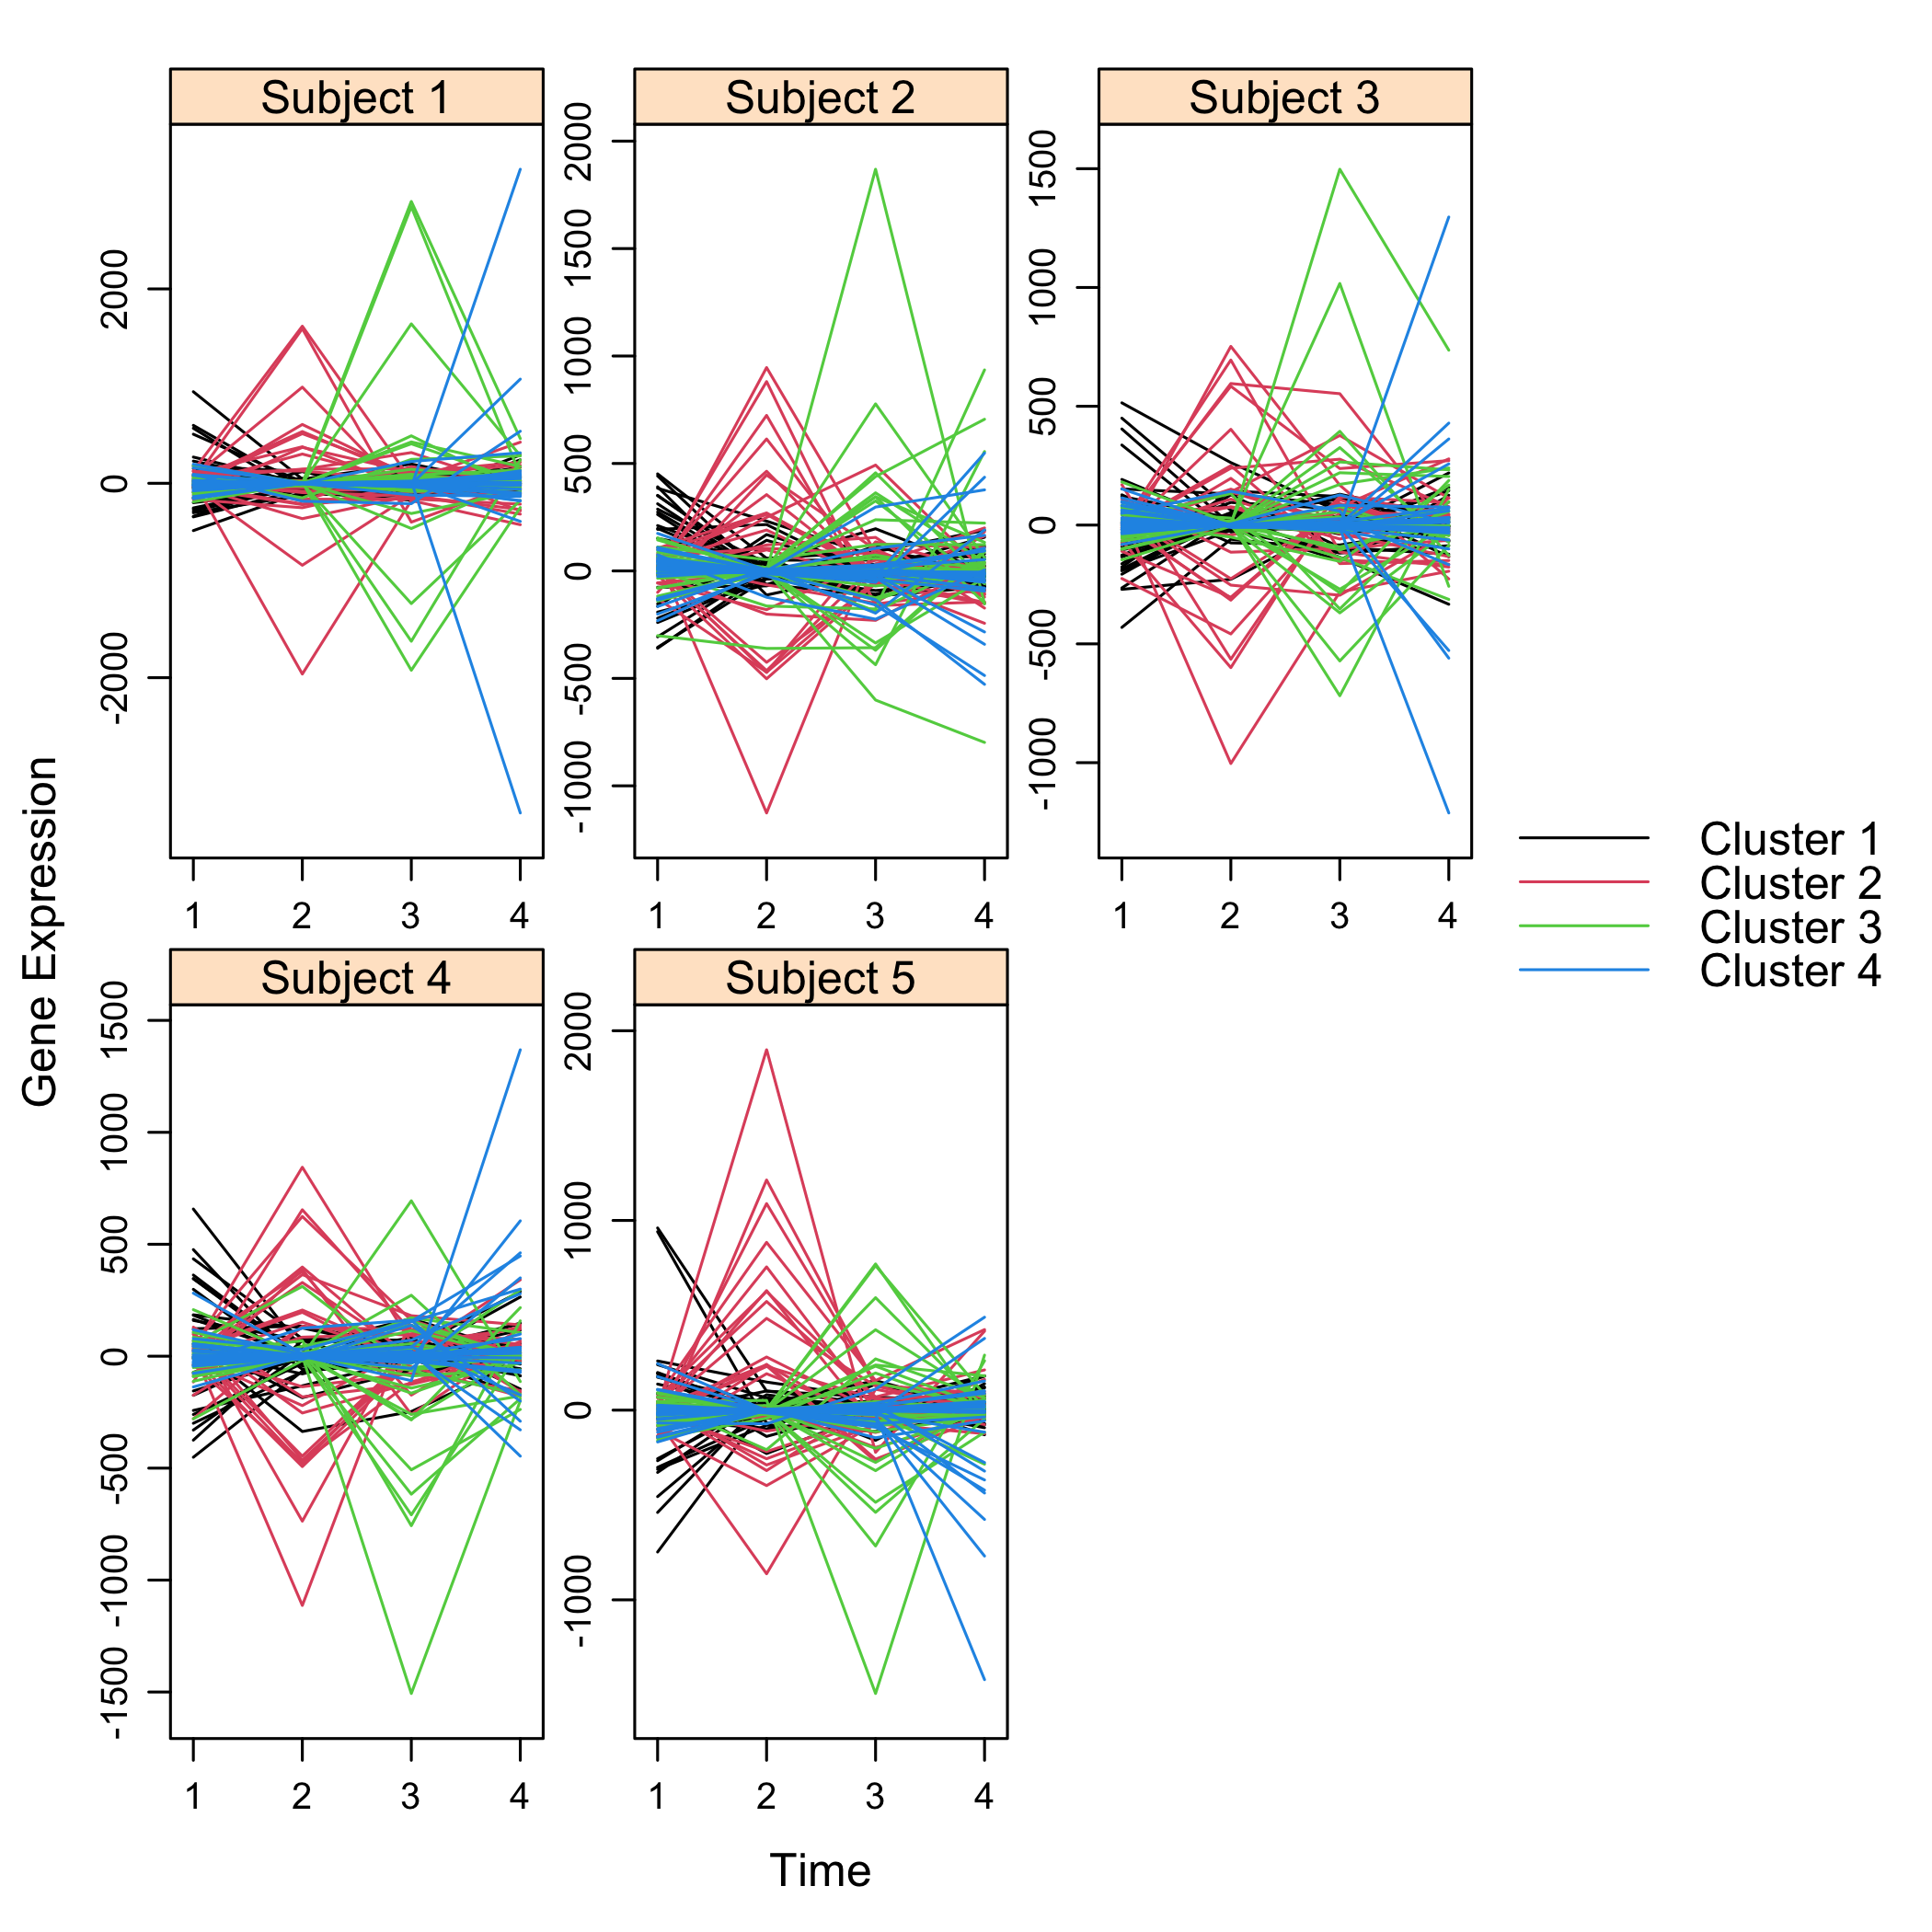 Subject 1
Subject 2
Subject 3
2000
0
-2000
2000
1500
1000
500
0
-500
-1000
1500
1000
500
0
-500
-1000
1 2 3 4
1 2 3 4
1 2 3 4
Gene Expression
Cluster 1
Cluster 2
Cluster 3
Cluster 4
Subject 4
Subject 5
1500
1000
500
0
-500
-1000
-1500
2000
1000
0
-1000
1 2 3 4
1 2 3 4
Time